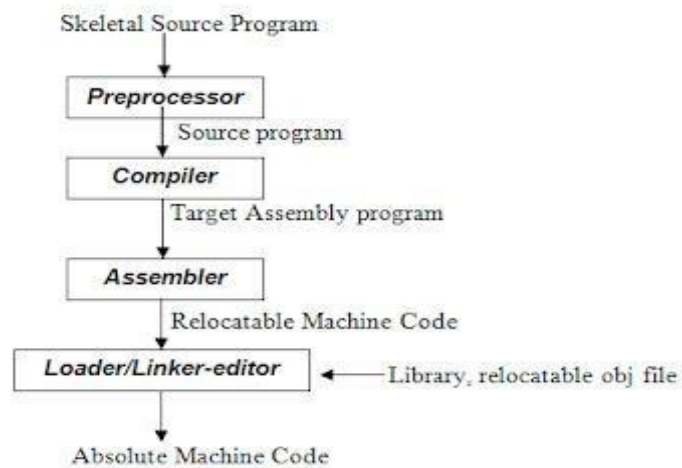 Skeletal Source Program
Preprocessor
Source program
Compiler
Target Assembly program
Assembler
Relocatable Machine Code
Loader/Linker-editor
Library, relocatable obj file
Absolute Machine Code